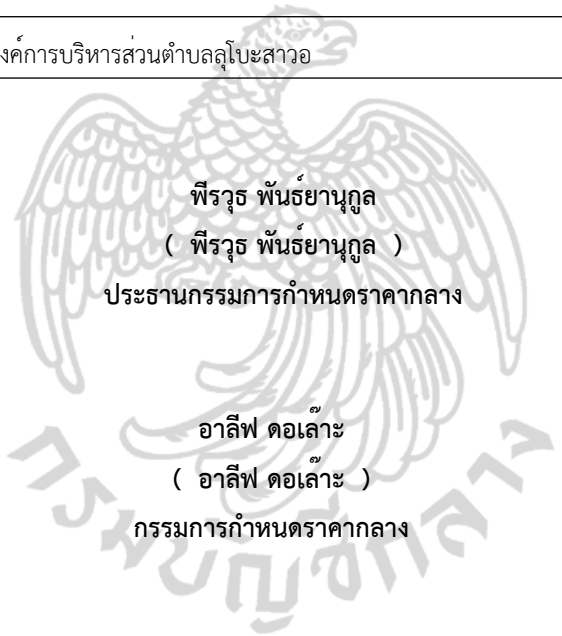 งค์การบริหารส่วนตำบลลุโบะสาวอ
พีรวุธ พันธ์ยานุกูล
( พีรวุธ พันธ์ยานุกูล )
ประธานกรรมการกำหนดราคากลาง
อาลีฟ ดอเล๊าะ
( อาลีฟ ดอเล๊าะ )
กรรมการกำหนดราคากลาง
กรมบัญชีกลาง